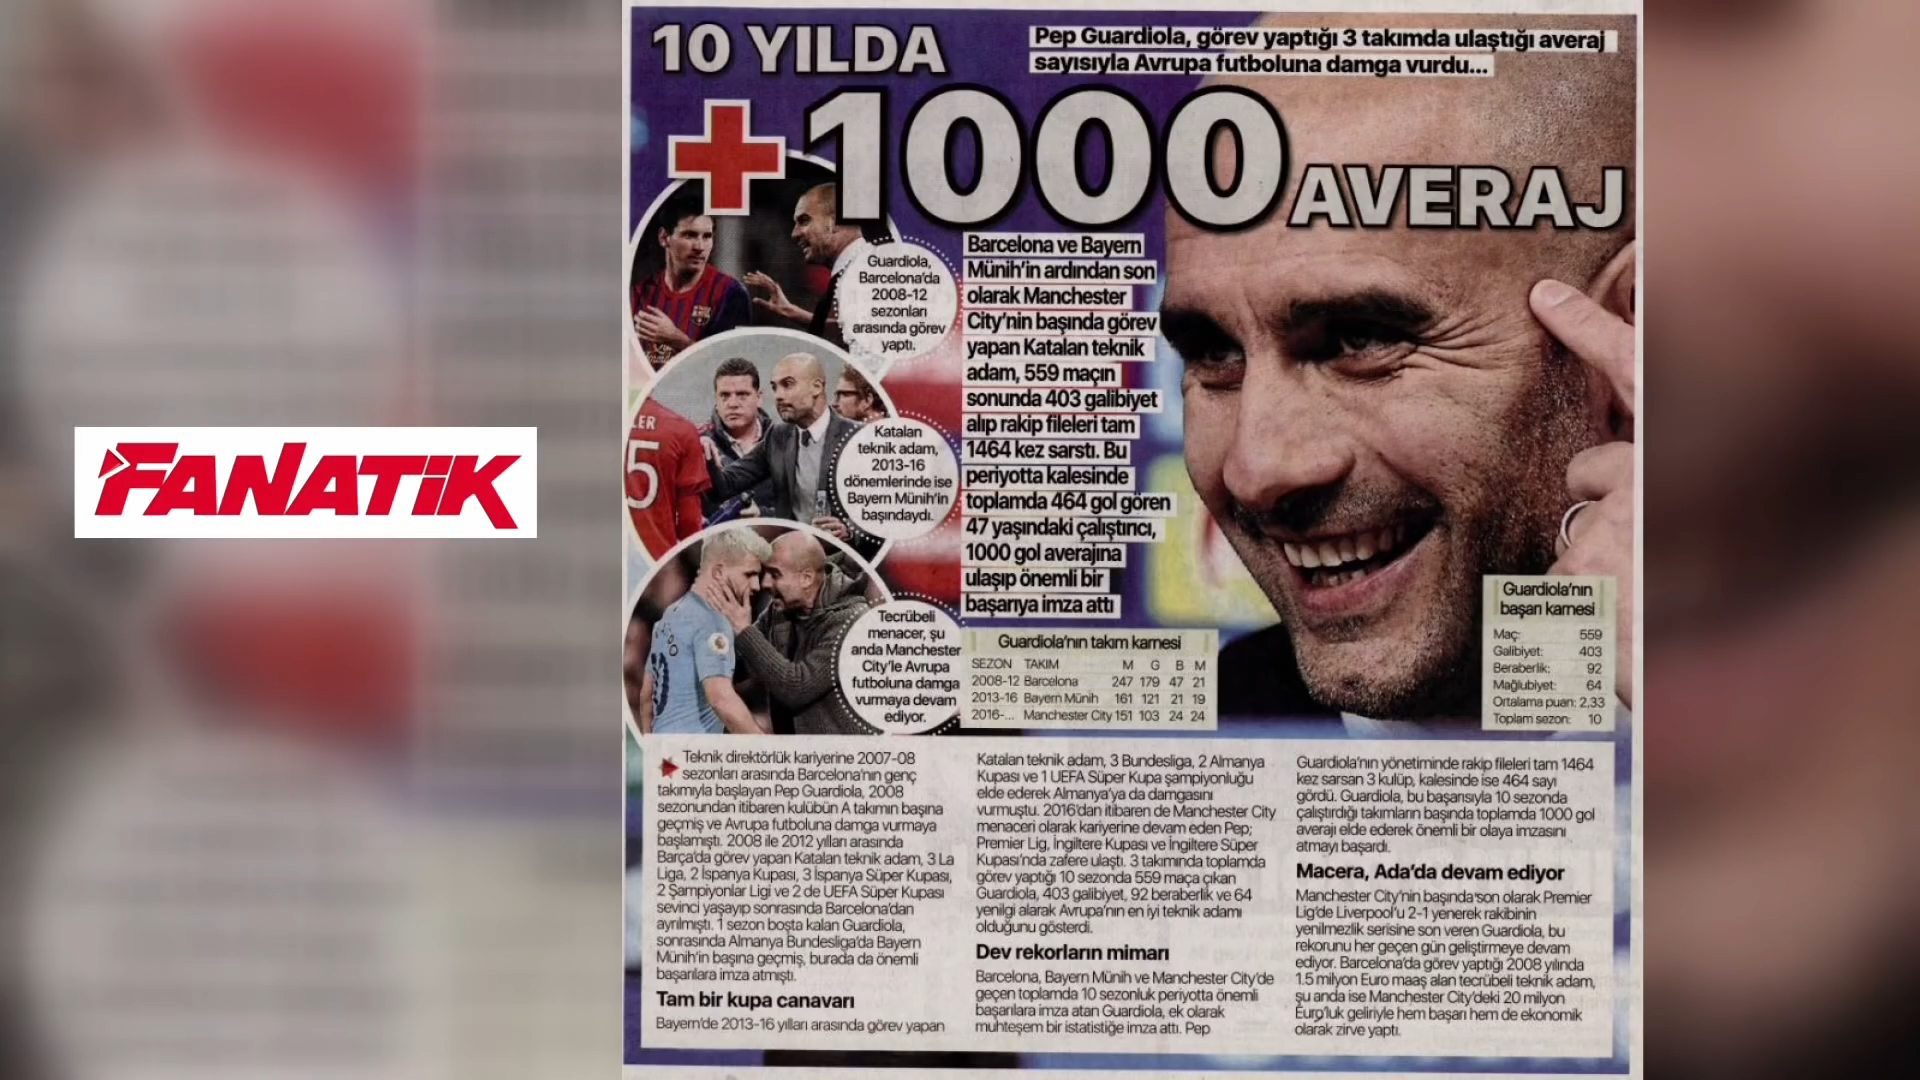 FANATiK
10 YILDA
+1000 AVERAJ
Pep Guardiola, görev yaptığı 3 takımda ulaştığı averaj
sayısıyla Avrupa futboluna damga vurdu...
Guardiola,
Barcelona'da
2008-12
sezonları
arasında görev
yaptı.
LER
5
Katalan
teknik adam,
2013-16
dönemlerinde ise
Bayern Münih'in
başındaydı.
10
Tecrübeli
menacer, şu
anda Manchester
City'le Avrupa
futboluna damga
vurmaya devam
ediyor.
Barcelona ve Bayern
Münih'in ardından son
olarak Manchester
City'nin başında görev
yapan Katalan teknik
adam, 559 maçın
sonunda 403 galibiyet
alıp rakip fileleri tam
1464 kez sarstı. Bu
periyotta kalesinde
toplamda 464 gol gören
47 yaşındaki çalıştırıcı,
1000 gol averajına
ulaşıp önemli bir
başarıya imza attı
Guardiola'nın takım karnesi
SEZON TAKIM M G B M
2008-12 Barcelona 247 179 47 21
2013-16 Bayern Münih 161 121 21 19
2016-... Manchester City 151 103 24 24
Guardiola'nın
başarı karnesi
Maç: 559
Galibiyet: 403
Beraberlik: 92
Mağlubiyet: 64
Ortalama puan: 2,33
Toplam sezon: 10
Teknik direktörlük kariyerine 2007-08
sezonları arasında Barcelona'nın genç
takımıyla başlayan Pep Guardiola, 2008
sezonundan itibaren kulübün A takımın başına
geçmiş ve Avrupa futboluna damga vurmaya
başlamıştı. 2008 ile 2012 yılları arasında
Barça'da görev yapan Katalan teknik adam, 3 La
Liga, 2 İspanya Kupası, 3 İspanya Süper Kupası,
2 Şampiyonlar Ligi ve 2 de UEFA Süper Kupası
sevinci yaşayıp sonrasında Barcelona'dan
ayrılmıştı. 1 sezon boşta kalan Guardiola,
sonrasında Almanya Bundesliga'da Bayern
Münih'in başına geçmiş, burada da önemli
başarılara imza atmıştı.
Tam bir kupa canavarı
Bayern'de 2013-16 yılları arasında görev yapan
Katalan teknik adam, 3 Bundesliga, 2 Almanya
Kupası ve 1 UEFA Süper Kupa şampiyonluğu
elde ederek Almanya'ya da damgasını
vurmuştu. 2016'dan itibaren de Manchester City
menaceri olarak kariyerine devam eden Pep;
Premier Lig, İngiltere Kupası ve İngiltere Süper
Kupası'nda zafere ulaştı. 3 takımında toplamda
görev yaptığı 10 sezonda 559 maça çıkan
Guardiola, 403 galibiyet, 92 beraberlik ve 64
yenilgi alarak Avrupa'nın en iyi teknik adamı
olduğunu gösterdi.
Dev rekorların mimarı
Barcelona, Bayern Münih ve Manchester City'de
geçen toplamda 10 sezonluk periyotta önemli
başarılara imza atan Guardiola, ek olarak
muhteşem bir istatistiğe imza attı. Pep
Guardiola'nın yönetiminde rakip fileleri tam 1464
kez sarsan 3 kulüp, kalesinde ise 464 sayı
gördü. Guardiola, bu başarısıyla 10 sezonda
çalıştırdığı takımların başında toplamda 1000 gol
averajı elde ederek önemli bir olaya imzasını
atmayı başardı.
Macera, Ada'da devam ediyor
Manchester City'nin başında son olarak Premier
Lig'de Liverpool'u 2-1 yenerek rakibinin
yenilmezlik serisine son veren Guardiola, bu
rekorunu her geçen gün geliştirmeye devam
ediyor. Barcelona'da görev yaptığı 2008 yılında
1.5 milyon Euro maaş alan tecrübeli teknik adam,
şu anda ise Manchester City'deki 20 milyon
Euro'luk geliriyle hem başarı hem de ekonomik
olarak zirve yaptı.